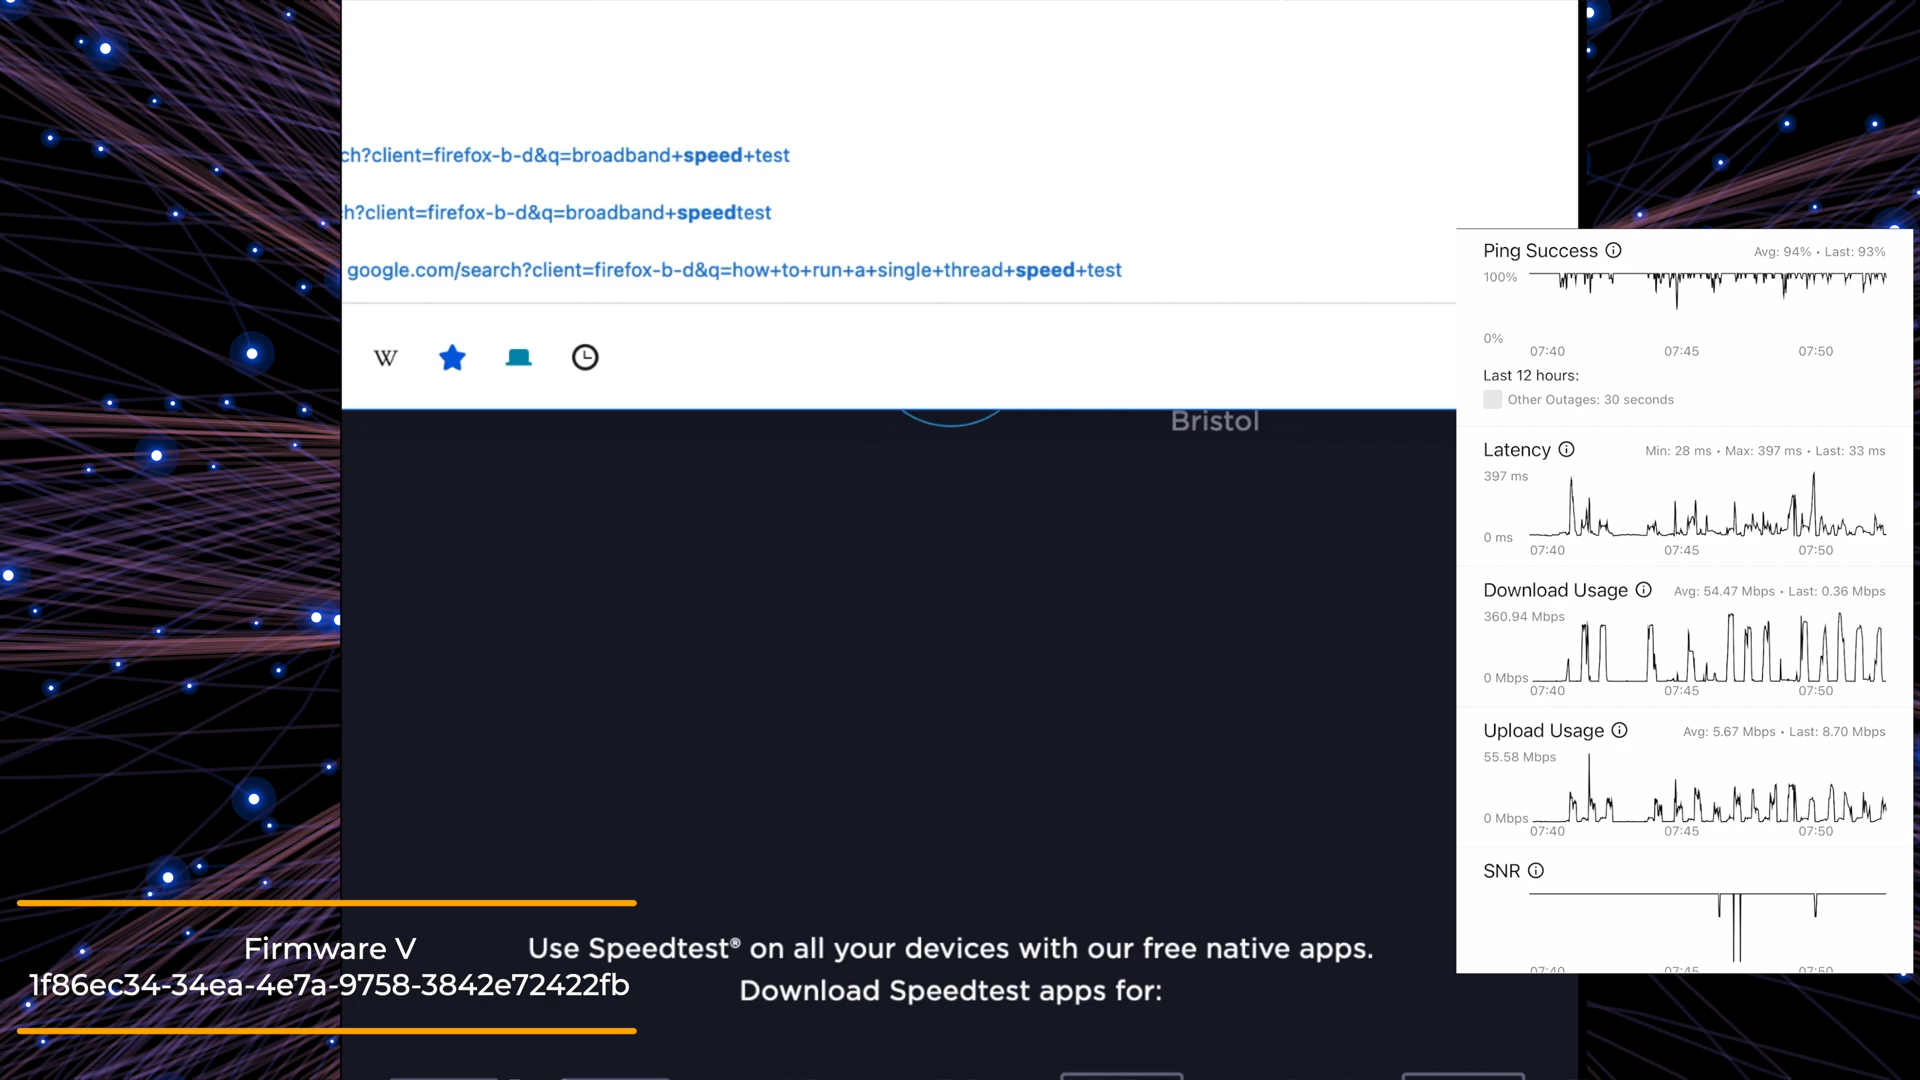 ch?client=firefox-b-d&q=broadband+speed+test
h?client=firefox-b-d&q=broadband+speedtest
google.com/search?client=firefox-b-d&q=how+to+run+a+single+thread+speed+test
W
Bristol
Ping Success
Avg: 94% • Last: 93%
100%
0%
07:40 07:45 07:50
Last 12 hours:
Other Outages: 30 seconds
Latency
Min: 28 ms • Max: 397 ms • Last: 33 ms
397 ms
0 ms
07:40 07:45 07:50
Download Usage
Avg: 54.47 Mbps • Last: 0.36 Mbps
360.94 Mbps
0 Mbps
07:40 07:45 07:50
Upload Usage
Avg: 5.67 Mbps • Last: 8.70 Mbps
55.58 Mbps
0 Mbps
07:40 07:45 07:50
SNR
07:40 07:45 07:50
Firmware V
1f86ec34-34ea-4e7a-9758-3842e72422fb
Use Speedtest® on all your devices with our free native apps.
Download Speedtest apps for: